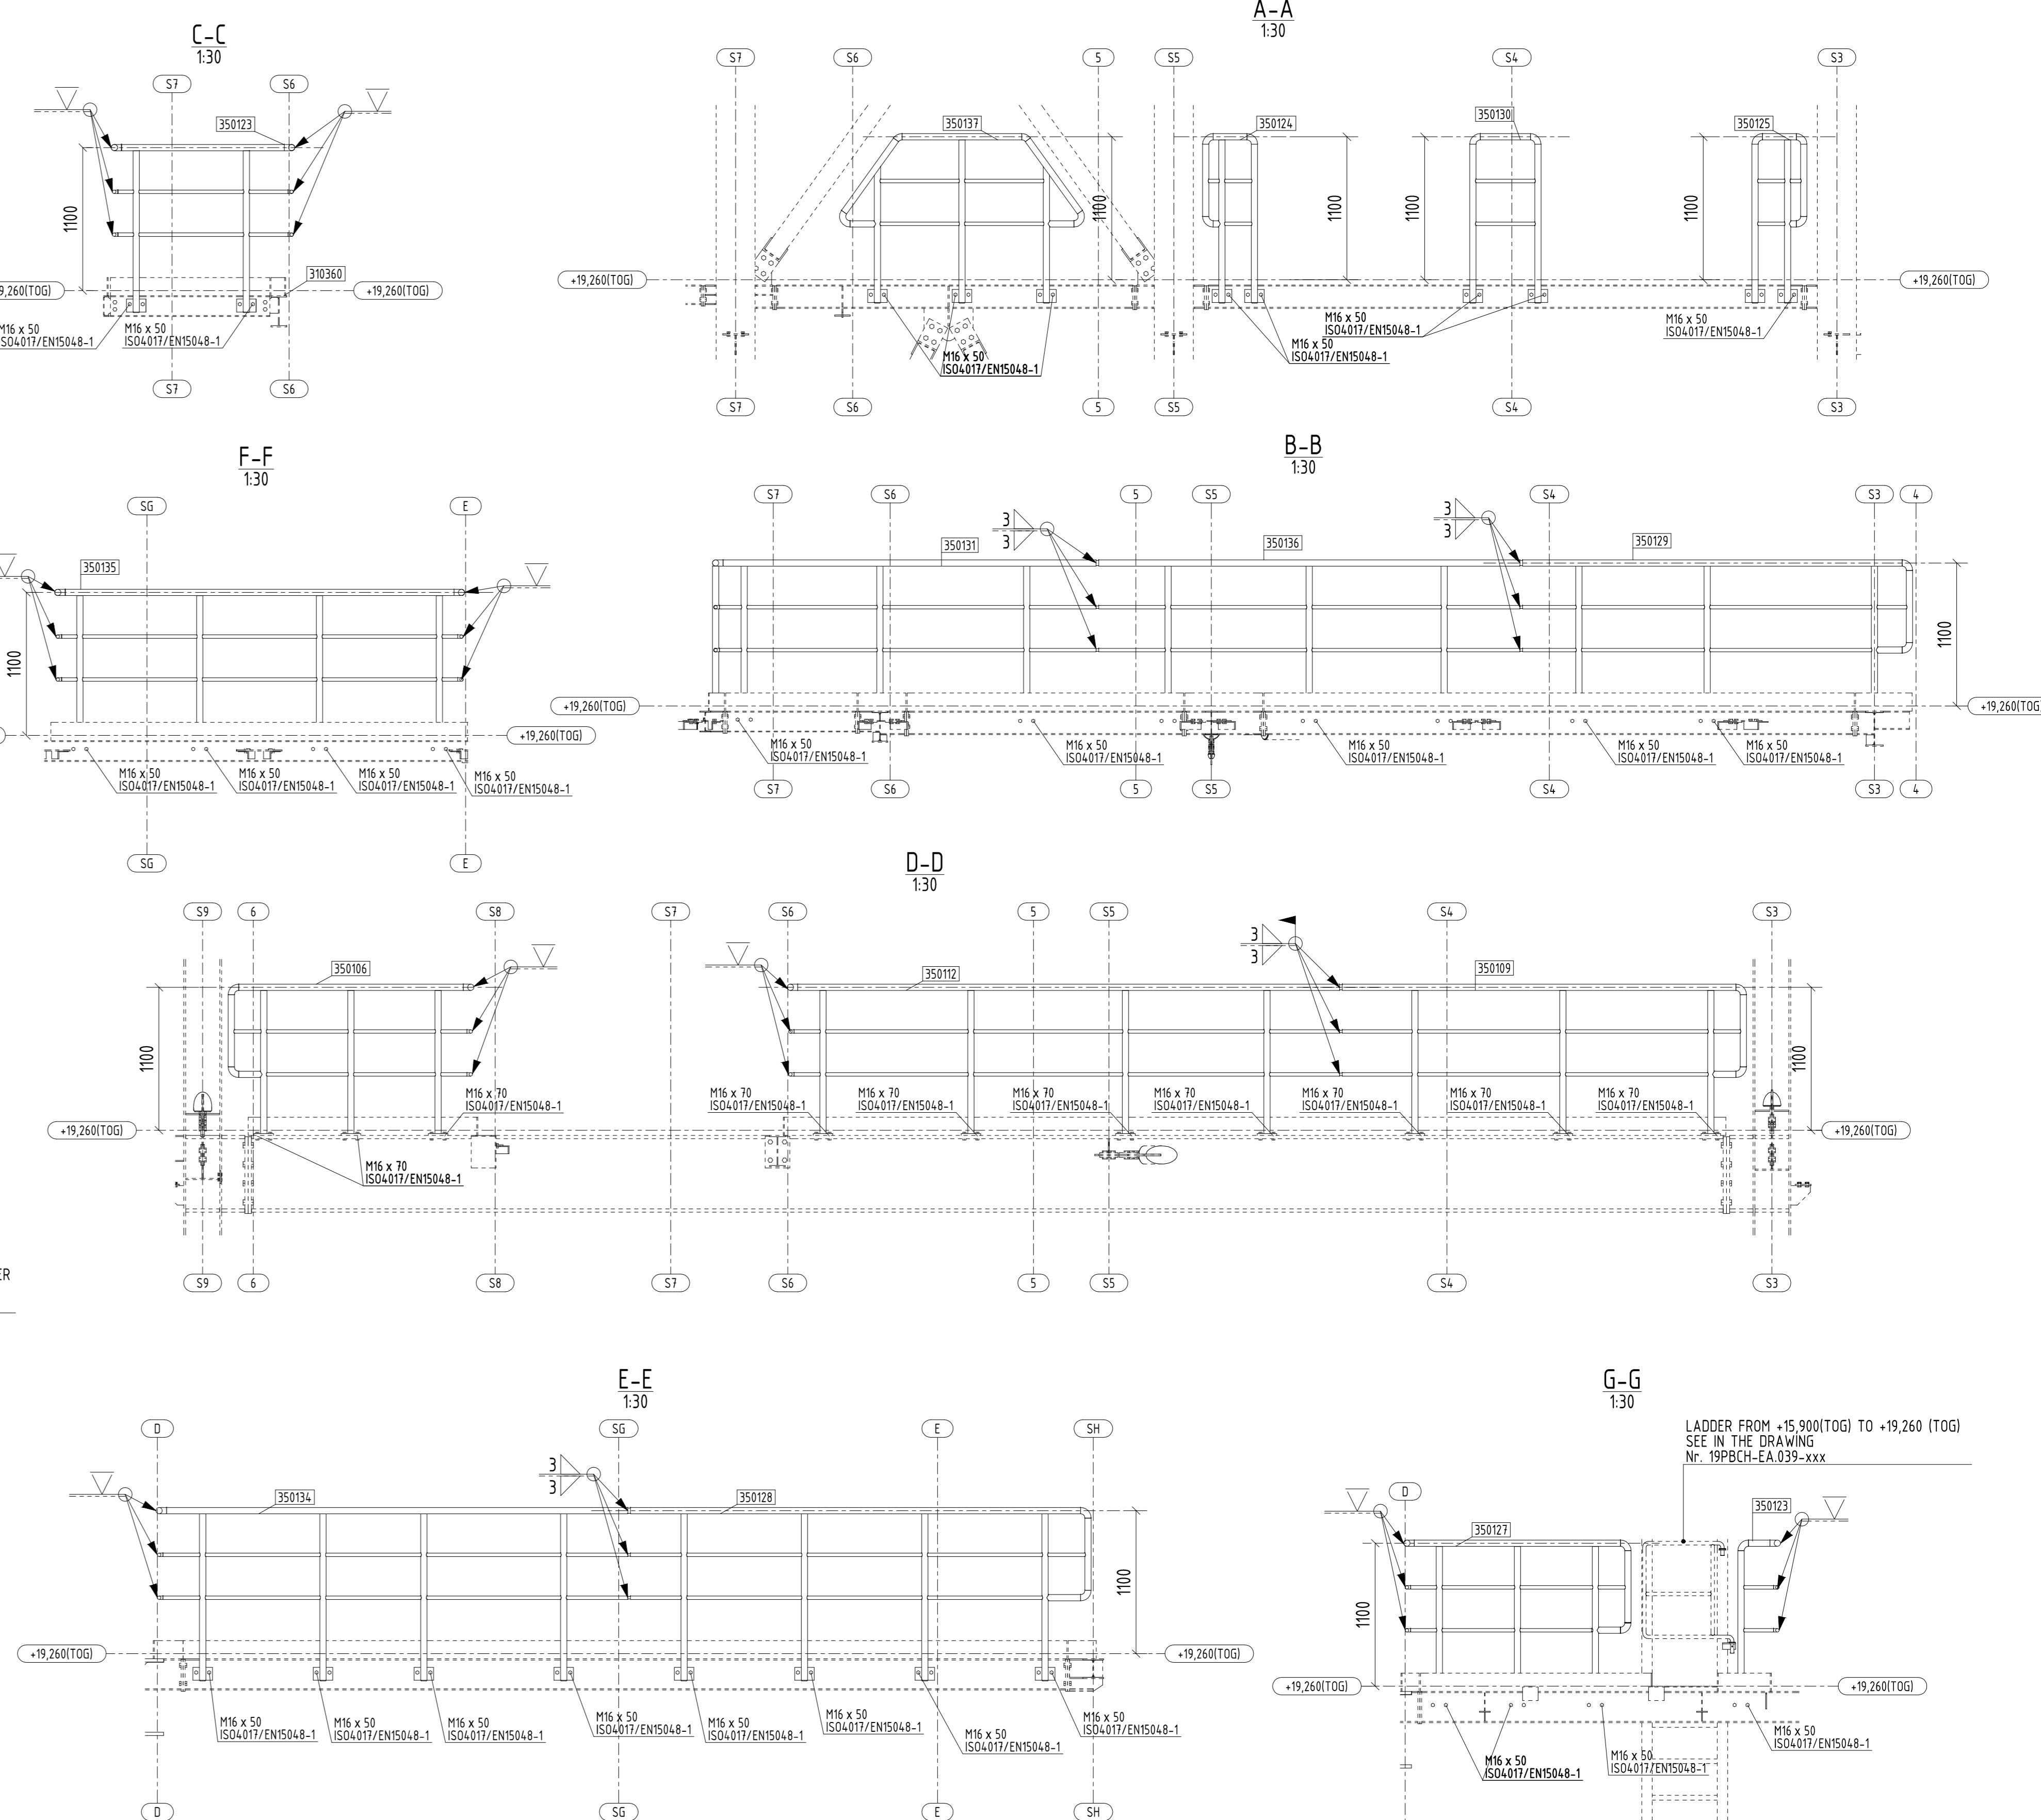 C-C
1:30
S7
S6
350123
1100
310360
9,260(TOG)
+19,260(TOG)
M16 x 50
ISO4017/EN15048-1
M16 x 50
ISO4017/EN15048-1
S7
S6
A-A
1:30
S7
S6
5
S5
S4
S3
350137
350124
350130
350125
1100
1100
1100
1100
+19,260(TOG)
+19,260(TOG)
M16 x 50
ISO4017/EN15048-1
M16 x 50
ISO4017/EN15048-1
M16 x 50
ISO4017/EN15048-1
M16 x 50
ISO4017/EN15048-1
S7
S6
5
S5
S4
S3
F-F
1:30
SG
E
350135
1100
+19,260(TOG)
M16 x 50
ISO4017/EN15048-1
M16 x 50
ISO4017/EN15048-1
M16 x 50
ISO4017/EN15048-1
M16 x 50
ISO4017/EN15048-1
SG
E
B-B
1:30
S7
S6
5
S5
S4
S3
4
3
3
3
3
350131
350136
350129
1100
+19,260(TOG)
+19,260(TOG)
M16 x 50
ISO4017/EN15048-1
M16 x 50
ISO4017/EN15048-1
M16 x 50
ISO4017/EN15048-1
M16 x 50
ISO4017/EN15048-1
M16 x 50
ISO4017/EN15048-1
S7
S6
5
S5
S4
S3
4
D-D
1:30
S9
6
S8
S7
S6
5
S5
S4
S3
3
3
350106
350112
350109
1100
1100
M16 x 70
ISO4017/EN15048-1
M16 x 70
ISO4017/EN15048-1
M16 x 70
ISO4017/EN15048-1
M16 x 70
ISO4017/EN15048-1
M16 x 70
ISO4017/EN15048-1
M16 x 70
ISO4017/EN15048-1
M16 x 70
ISO4017/EN15048-1
M16 x 70
ISO4017/EN15048-1
+19,260(TOG)
+19,260(TOG)
M16 x 70
ISO4017/EN15048-1
ER
S9
6
S8
S7
S6
5
S5
S4
S3
E-E
1:30
D
SG
E
SH
3
3
350134
350128
1100
+19,260(TOG)
+19,260(TOG)
M16 x 50
ISO4017/EN15048-1
M16 x 50
ISO4017/EN15048-1
M16 x 50
ISO4017/EN15048-1
M16 x 50
ISO4017/EN15048-1
M16 x 50
ISO4017/EN15048-1
M16 x 50
ISO4017/EN15048-1
M16 x 50
ISO4017/EN15048-1
M16 x 50
ISO4017/EN15048-1
D
SG
E
SH
G-G
1:30
LADDER FROM +15,900(TOG) TO +19,260 (TOG)
SEE IN THE DRAWING
Nr. 19PBCH-EA.039-xxx
D
350127
350123
1100
+19,260(TOG)
+19,260(TOG)
M16 x 50
ISO4017/EN15048-1
M16 x 50
ISO4017/EN15048-1
M16 x 50
ISO4017/EN15048-1